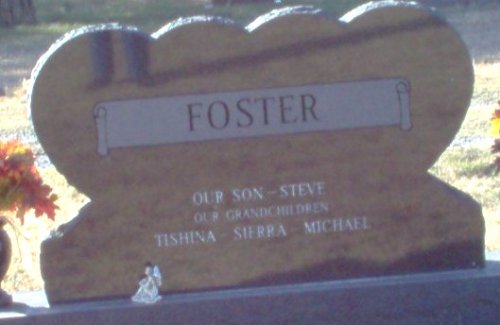 FOSTER
OUR SON - STEVE
OUR GRANDCHILDREN
TISHINA - SIERRA - MICHAEL